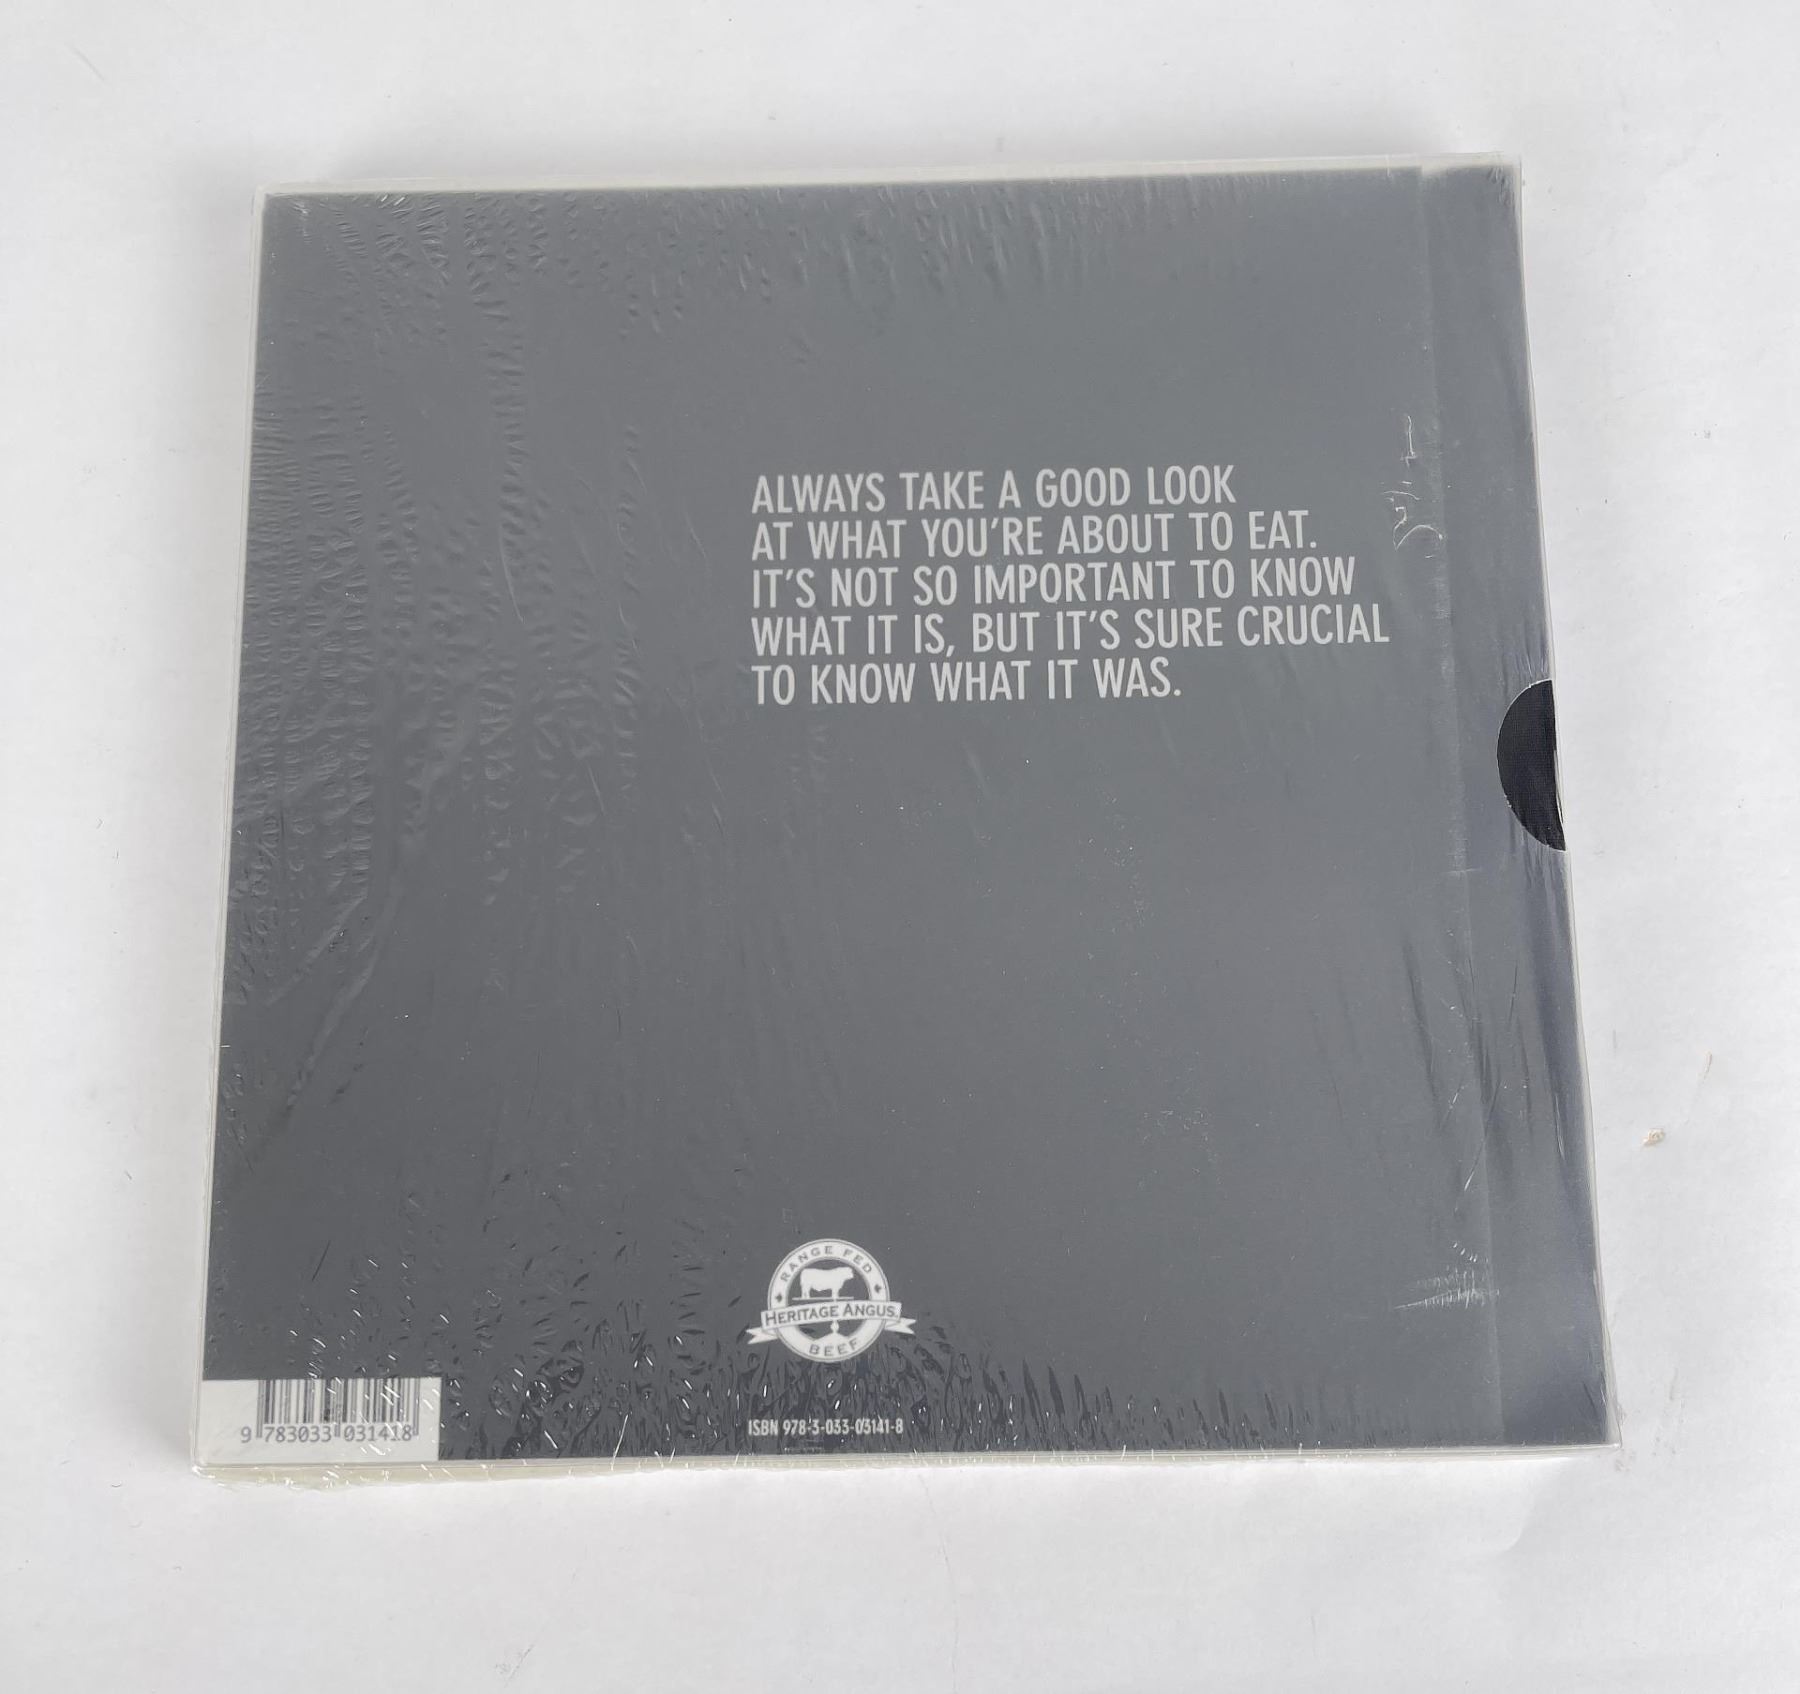 ALWAYS TAKE A GOOD LOOK
AT WHAT YOU'RE ABOUT TO EAT.
IT'S NOT SO IMPORTANT TO KNOW
WHAT IT IS, BUT IT'S SURE CRUCIAL
TO KNOW WHAT IT WAS.
RANGE FED
HERITAGE ANGUS
BEEF
9 783033 031418
ISBN 978-3-033-03141-8